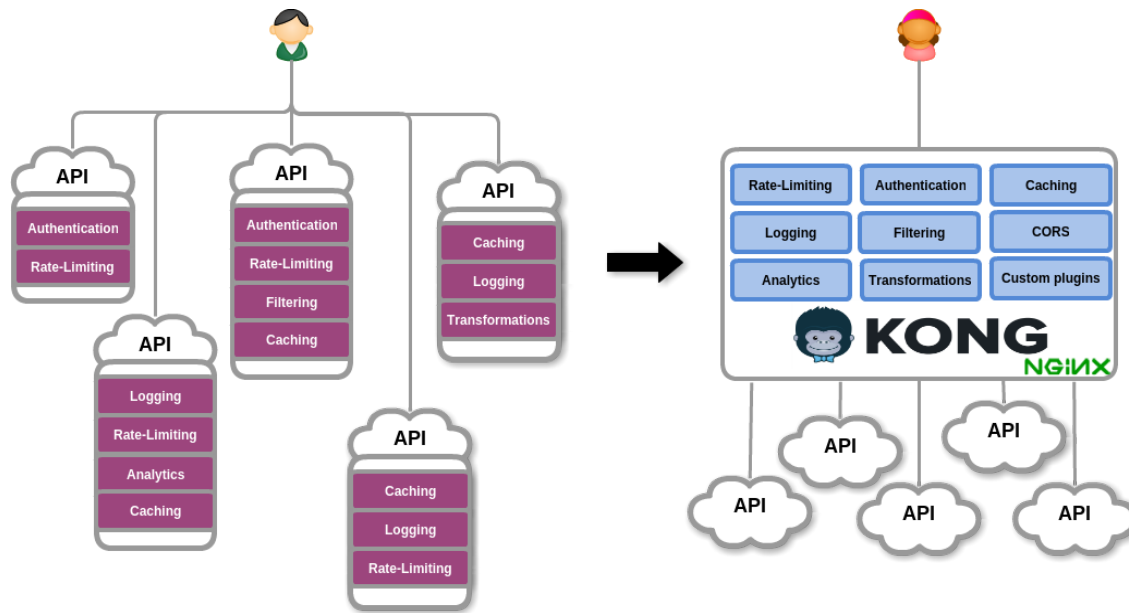 API
Authentication
Rate-Limiting
API
Logging
Rate-Limiting
Analytics
Caching
API
Authentication
Rate-Limiting
Filtering
Caching
API
Caching
Logging
Rate-Limiting
API
Caching
Logging
Transformations
Rate-Limiting
Authentication
Caching
Logging
Filtering
CORS
Analytics
Transformations
Custom plugins
KONG
NGINX
API
API
API
API
API